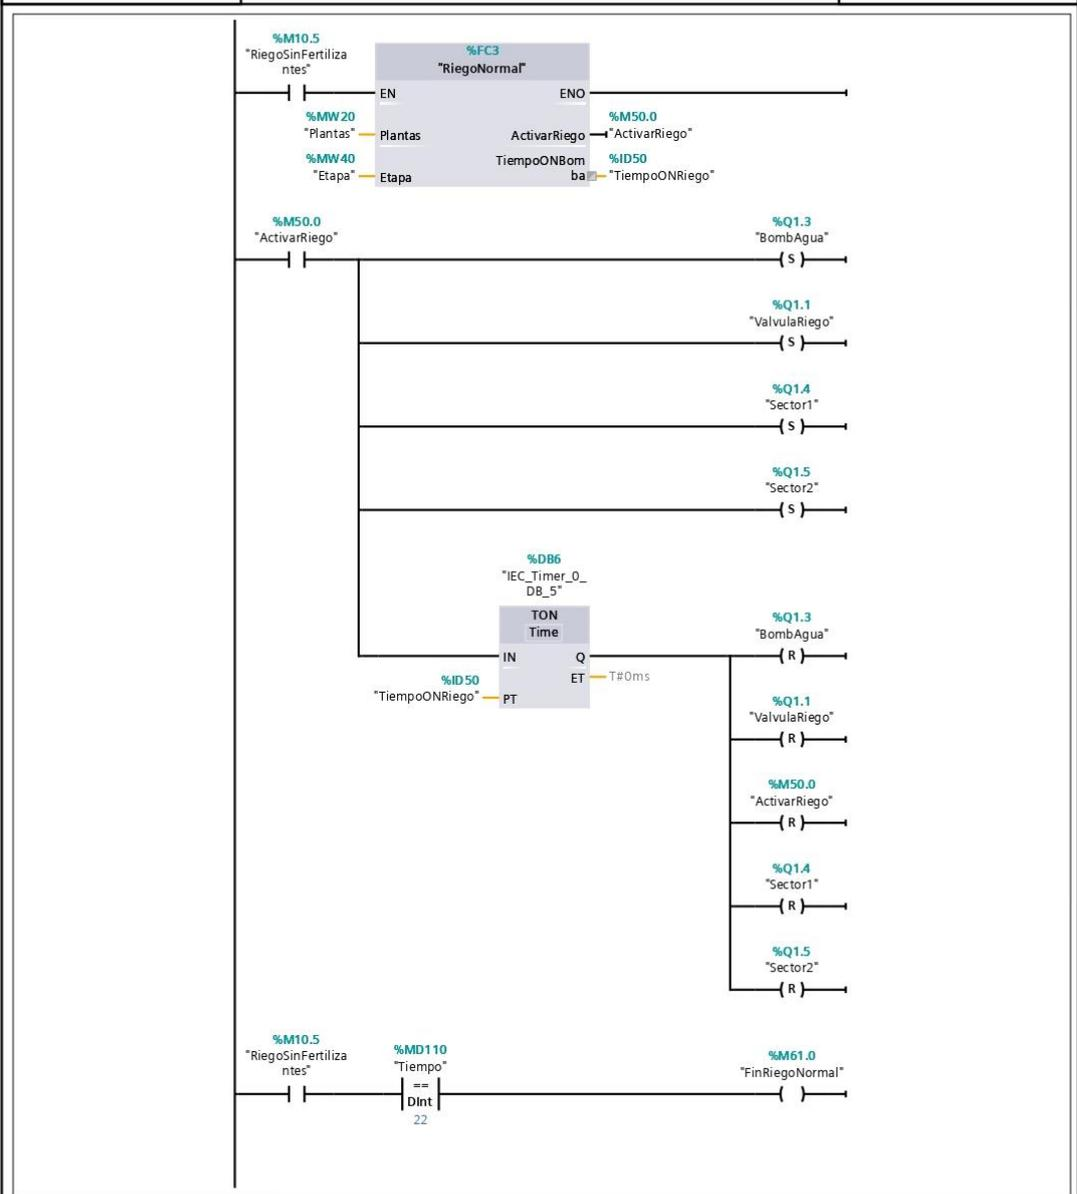 %M10.5
"RiegoSinFertiliza
ntes"
%FC3
"RiegoNormal"
EN
ENO
%MW20
"Plantas"
Plantas
ActivarRiego
%M50.0
"ActivarRiego"
%MW40
"Etapa"
Etapa
TiempoONBom
ba
%ID50
"TiempoONRiego"
%M50.0
"ActivarRiego"
%Q1.3
"BombAgua"
S
%Q1.1
"ValvulaRiego"
S
%Q1.4
"Sector1"
S
%Q1.5
"Sector2"
S
%DB6
"IEC_Timer_0_
DB_5"
TON
Time
IN
Q
ET
T#0ms
%ID50
"TiempoONRiego"
PT
%Q1.3
"BombAgua"
R
%Q1.1
"ValvulaRiego"
R
%M50.0
"ActivarRiego"
R
%Q1.4
"Sector1"
R
%Q1.5
"Sector2"
R
%M10.5
"RiegoSinFertiliza
ntes"
%MD110
"Tiempo"
==
DInt
22
%M61.0
"FinRiegoNormal"